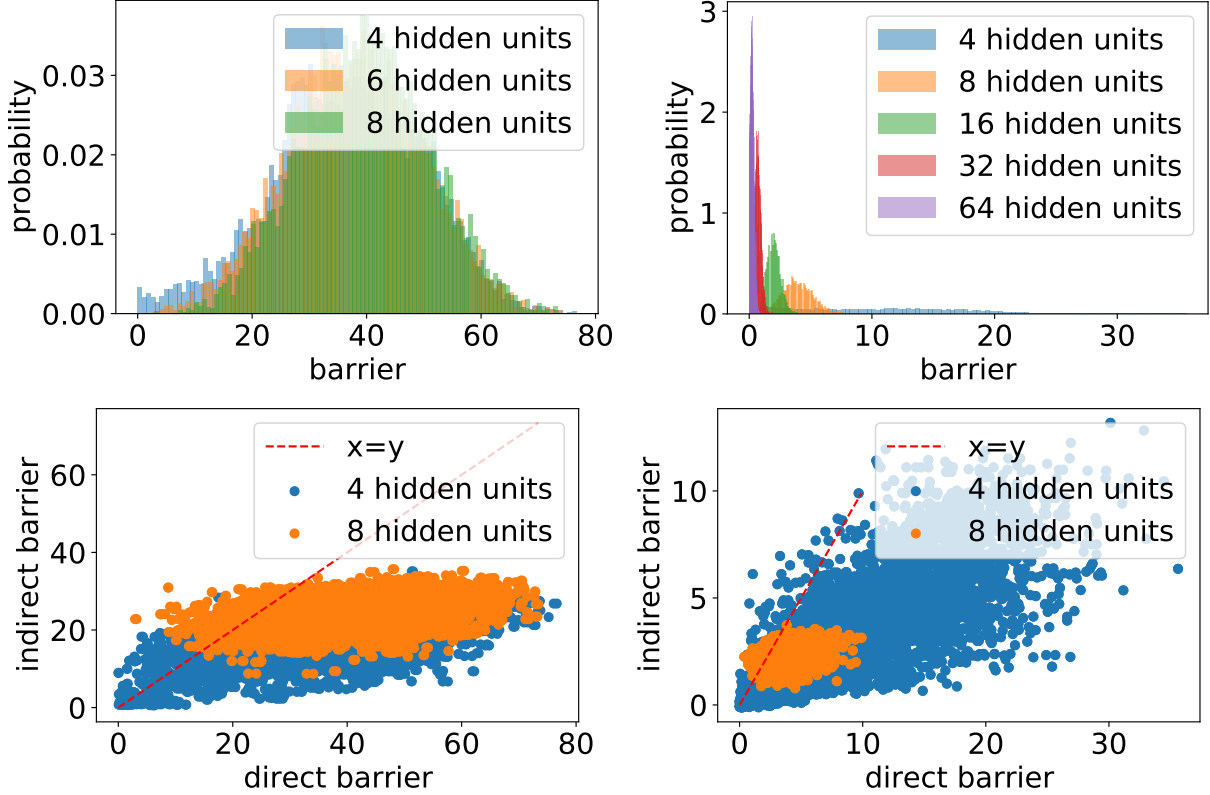 4 hidden units
6 hidden units
8 hidden units
probability
0.03
0.02
0.01
0.00
0 20 40 60 80
barrier
4 hidden units
8 hidden units
16 hidden units
32 hidden units
64 hidden units
probability
3
2
1
0
0 10 20 30
barrier
x=y
4 hidden units
8 hidden units
indirect barrier
60
40
20
0
0 20 40 60 80
direct barrier
x=y
4 hidden units
8 hidden units
indirect barrier
10
5
0
0 10 20 30
direct barrier